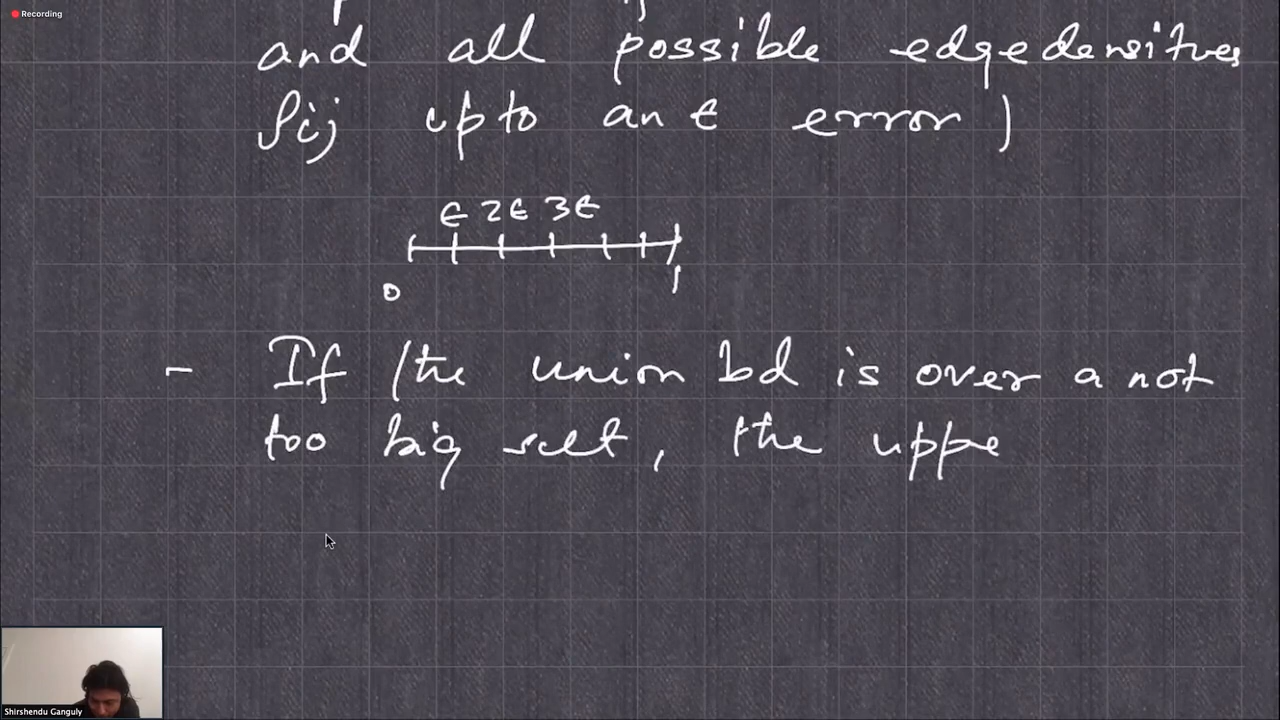 Recording
and all possible edge densities
ρij upto an ε error)
ε 2ε 3ε
0 1
- If the union bd is over a not
too big set, the uppe
Shirshendu Ganguly